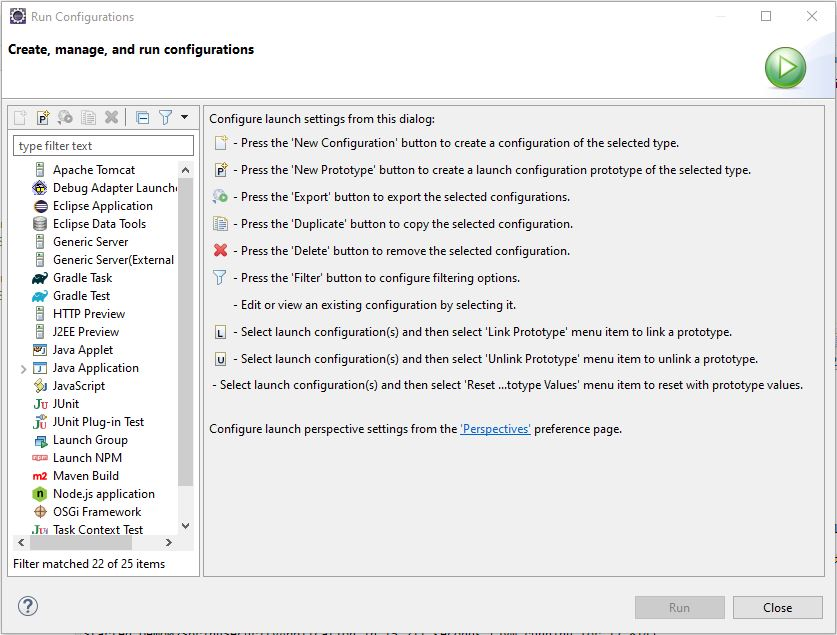 Run Configurations
Create, manage, and run configurations
type filter text
Apache Tomcat
Debug Adapter Launche
Eclipse Application
Eclipse Data Tools
Generic Server
Generic Server(External
Gradle Task
Gradle Test
HTTP Preview
J2EE Preview
Java Applet
Java Application
JavaScript
JUnit
JUnit Plug-in Test
Launch Group
Launch NPM
Maven Build
Node.js application
OSGi Framework
Task Context Test
Filter matched 22 of 25 items
Configure launch settings from this dialog:
- Press the 'New Configuration' button to create a configuration of the selected type.
- Press the 'New Prototype' button to create a launch configuration prototype of the selected type.
- Press the 'Export' button to export the selected configurations.
- Press the 'Duplicate' button to copy the selected configuration.
- Press the 'Delete' button to remove the selected configuration.
- Press the 'Filter' button to configure filtering options.
- Edit or view an existing configuration by selecting it.
L - Select launch configuration(s) and then select 'Link Prototype' menu item to link a prototype.
U - Select launch configuration(s) and then select 'Unlink Prototype' menu item to unlink a prototype.
- Select launch configuration(s) and then select 'Reset ...totype Values' menu item to reset with prototype values.
Configure launch perspective settings from the 'Perspectives' preference page.
Run
Close